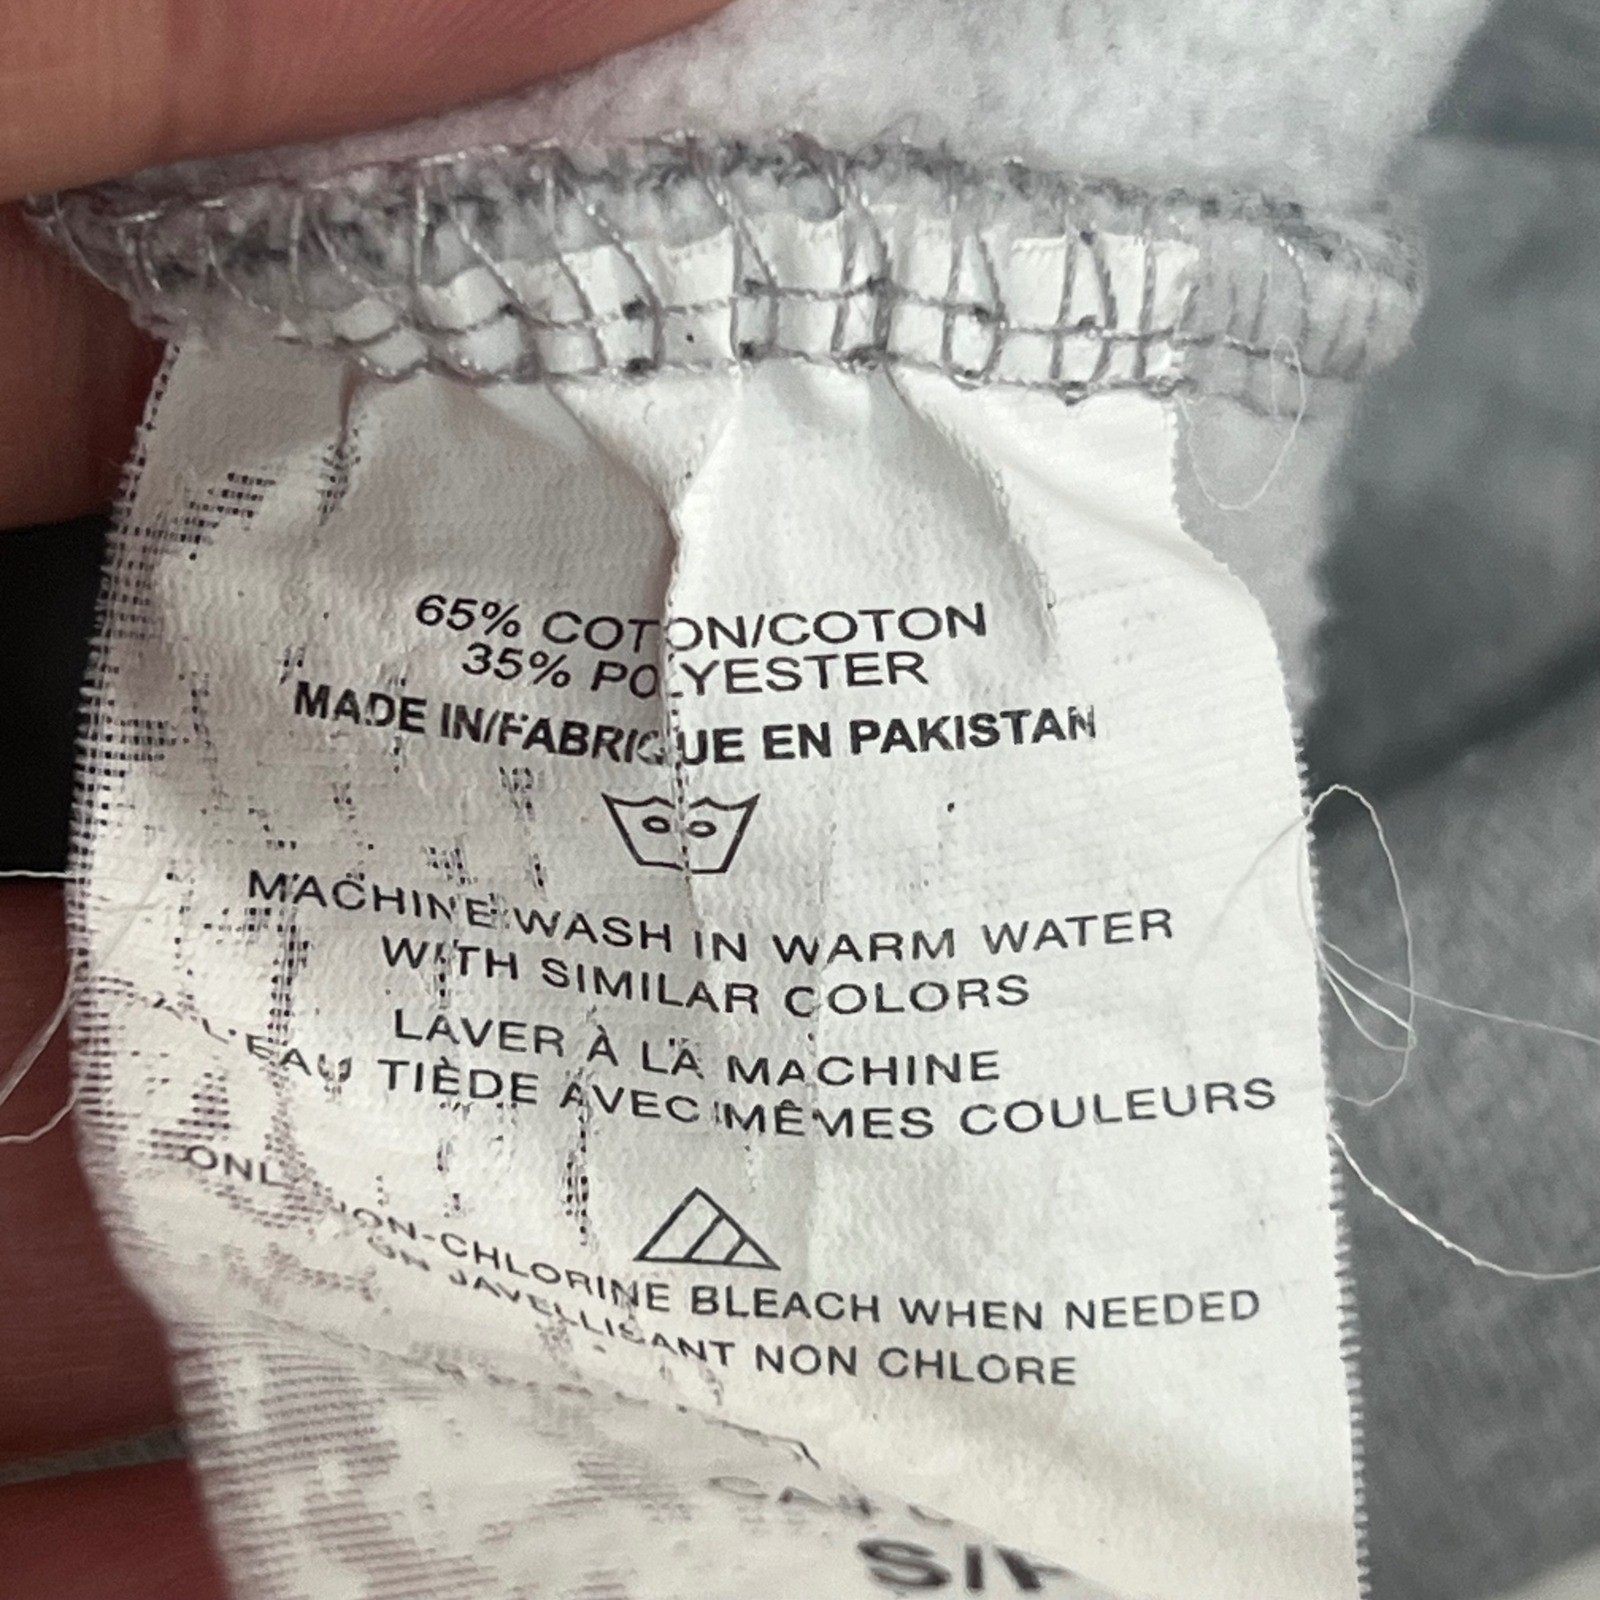 65% COTON/COTON
35% POLYESTER
MADE IN/FABRIQUE EN PAKISTAN
MACHINE WASH IN WARM WATER
WITH SIMILAR COLORS
LAVER À LA MACHINE
À L'EAU TIÈDE AVEC MÊMES COULEURS
ONLY NON-CHLORINE BLEACH WHEN NEEDED
JAVELLISANT NON CHLORE